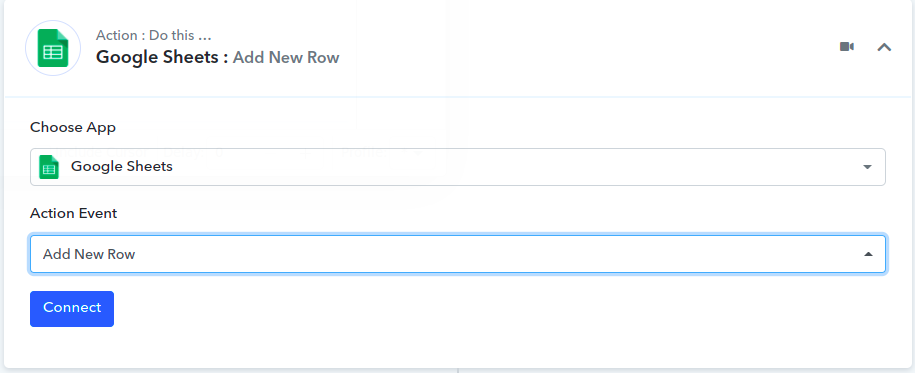 Action : Do this ...
Google Sheets : Add New Row
Choose App
Google Sheets
Action Event
Add New Row
Connect